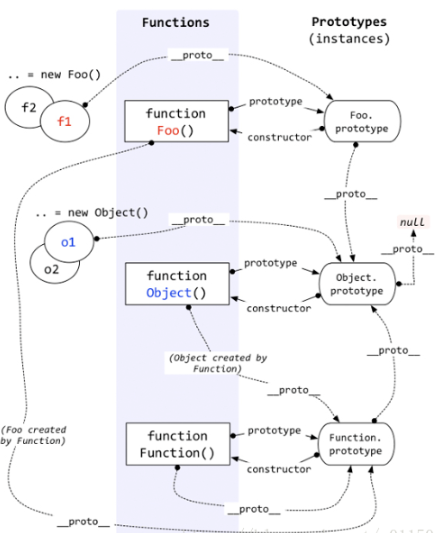 Functions
Prototypes
(instances)
__proto__
.. = new Foo()
f2
f1
function
Foo()
prototype
constructor
Foo.
prototype
__proto__
.. = new Object()
__proto__
null
__proto__
o1
o2
function
Object()
prototype
constructor
Object.
prototype
(Object created by
Function)
__proto__
__proto__
(Foo created
by Function)
function
Function()
prototype
constructor
Function.
prototype
__proto__
__proto__